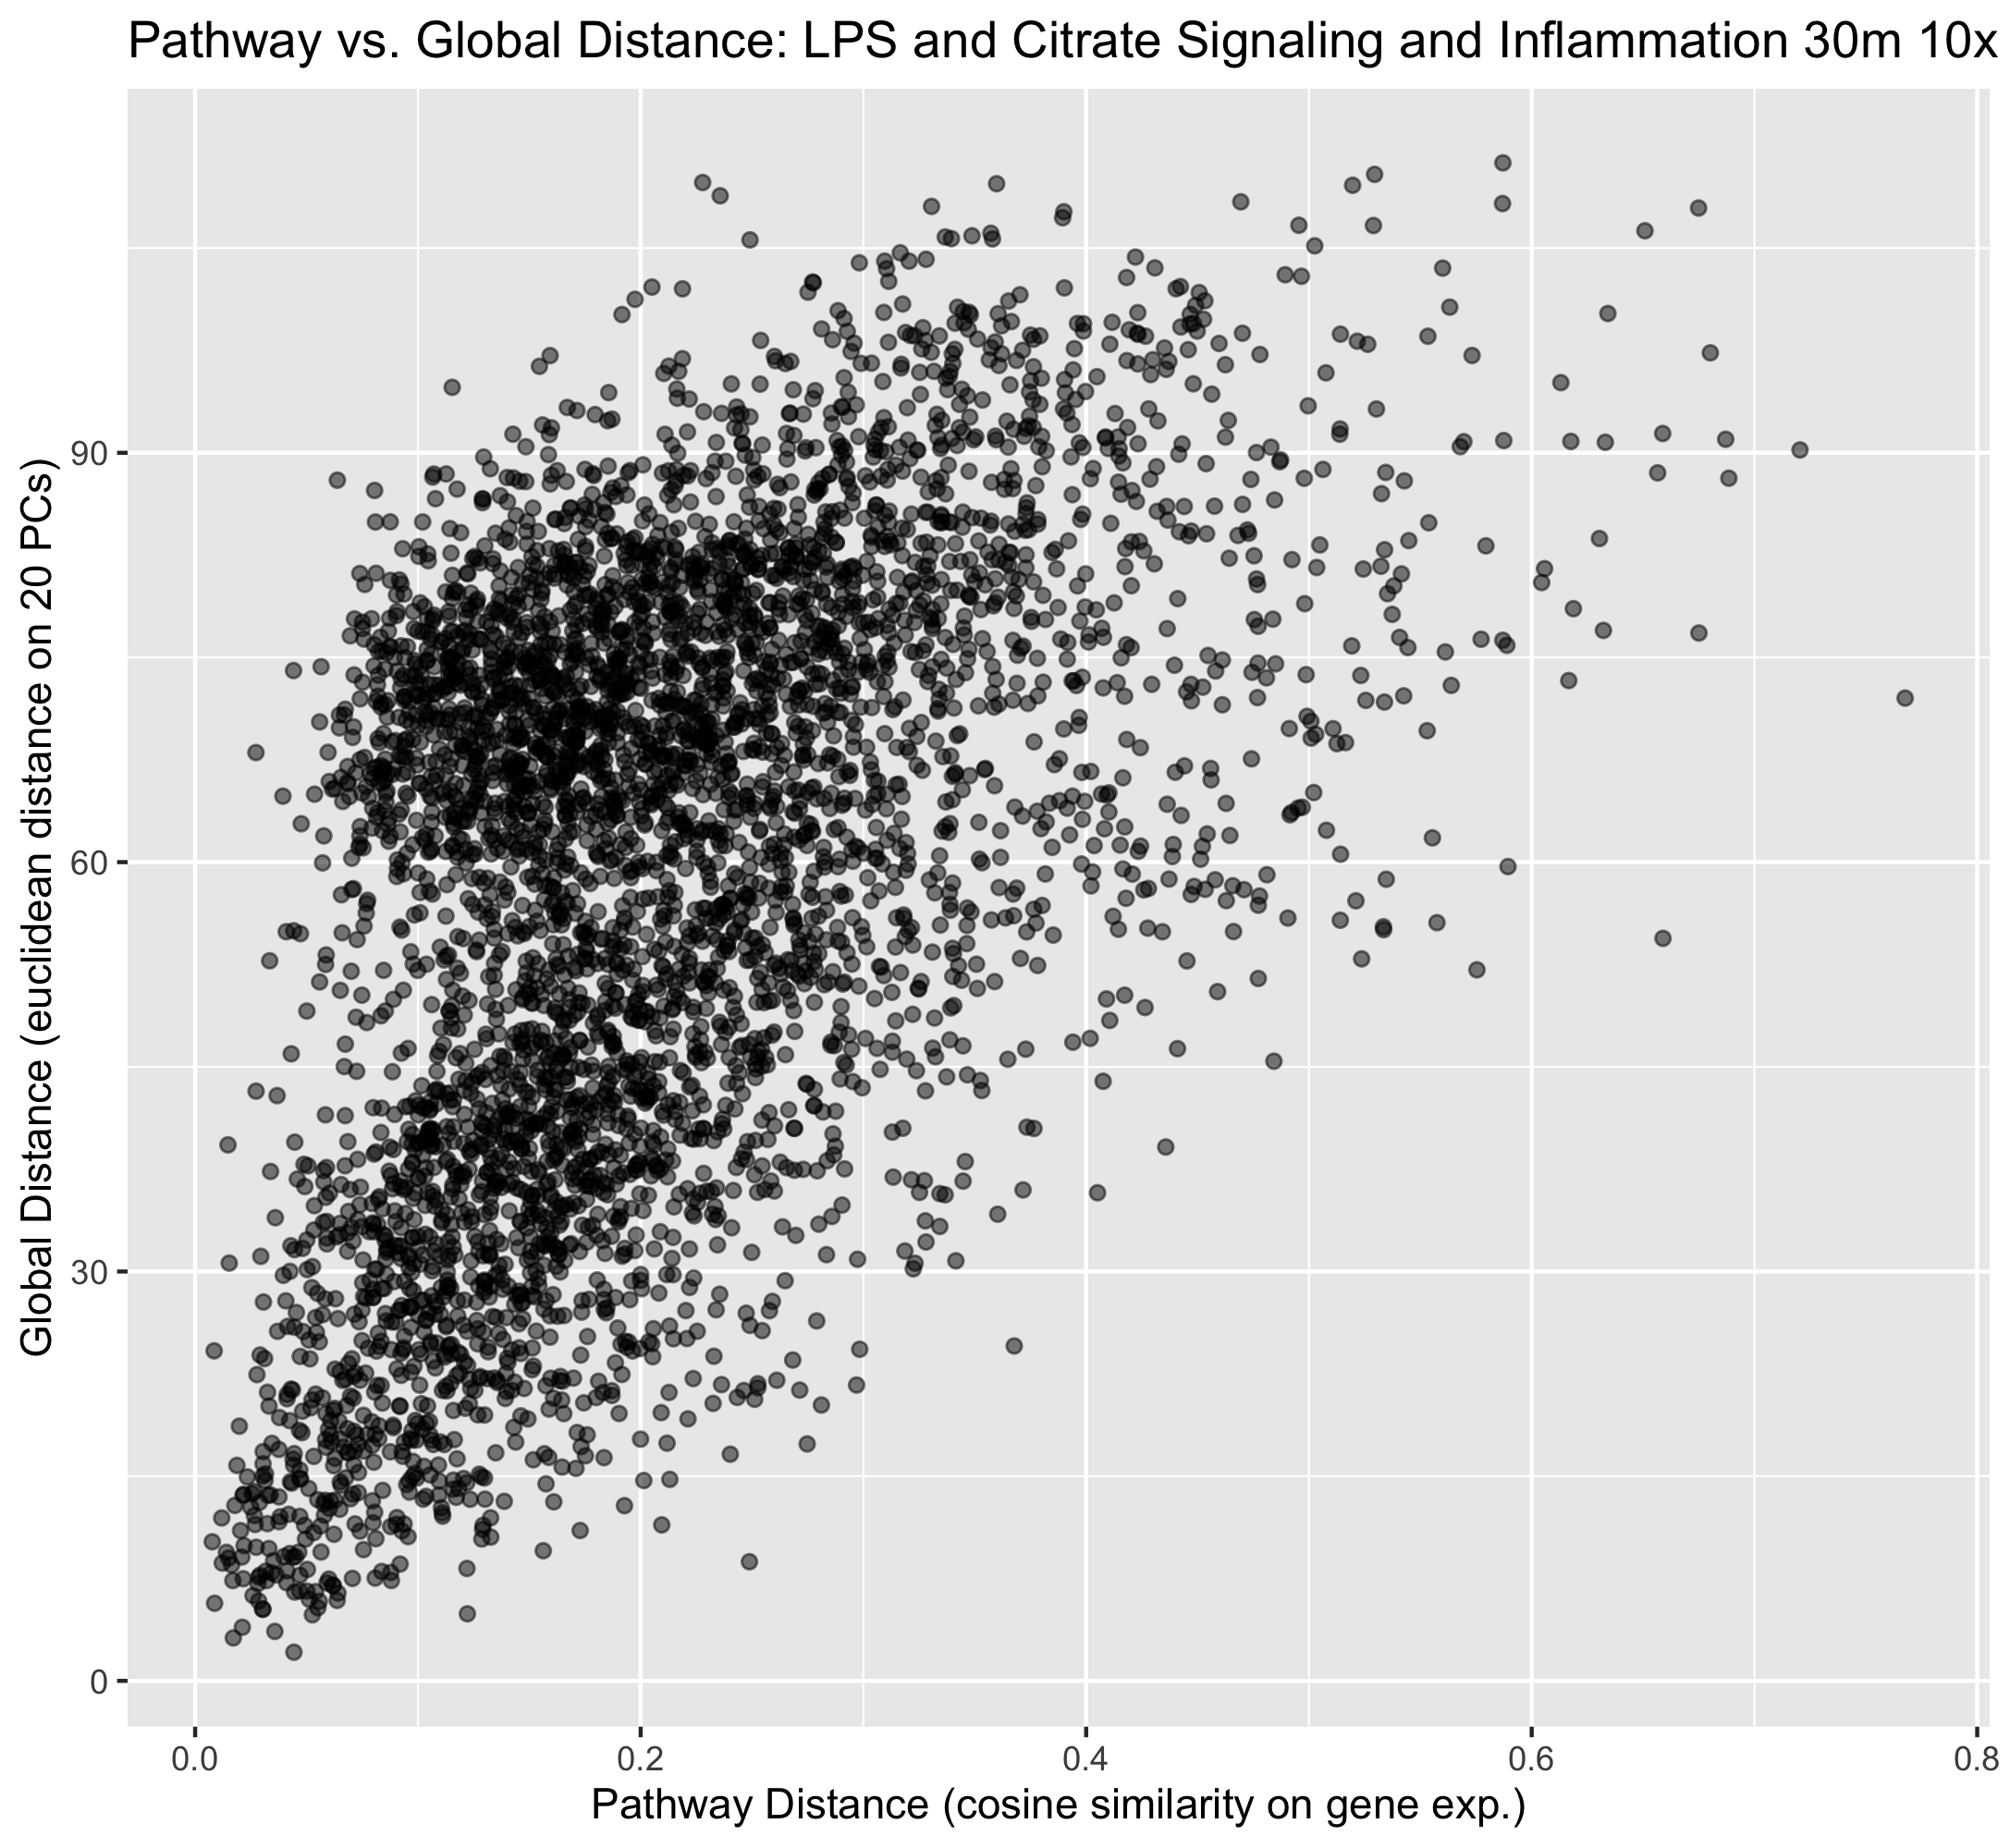 Pathway vs. Global Distance: LPS and Citrate Signaling and Inflammation 30m 10x
Global Distance (euclidean distance on 20 PCs)
90
60
30
0
0.0 0.2 0.4 0.6 0.8
Pathway Distance (cosine similarity on gene exp.)